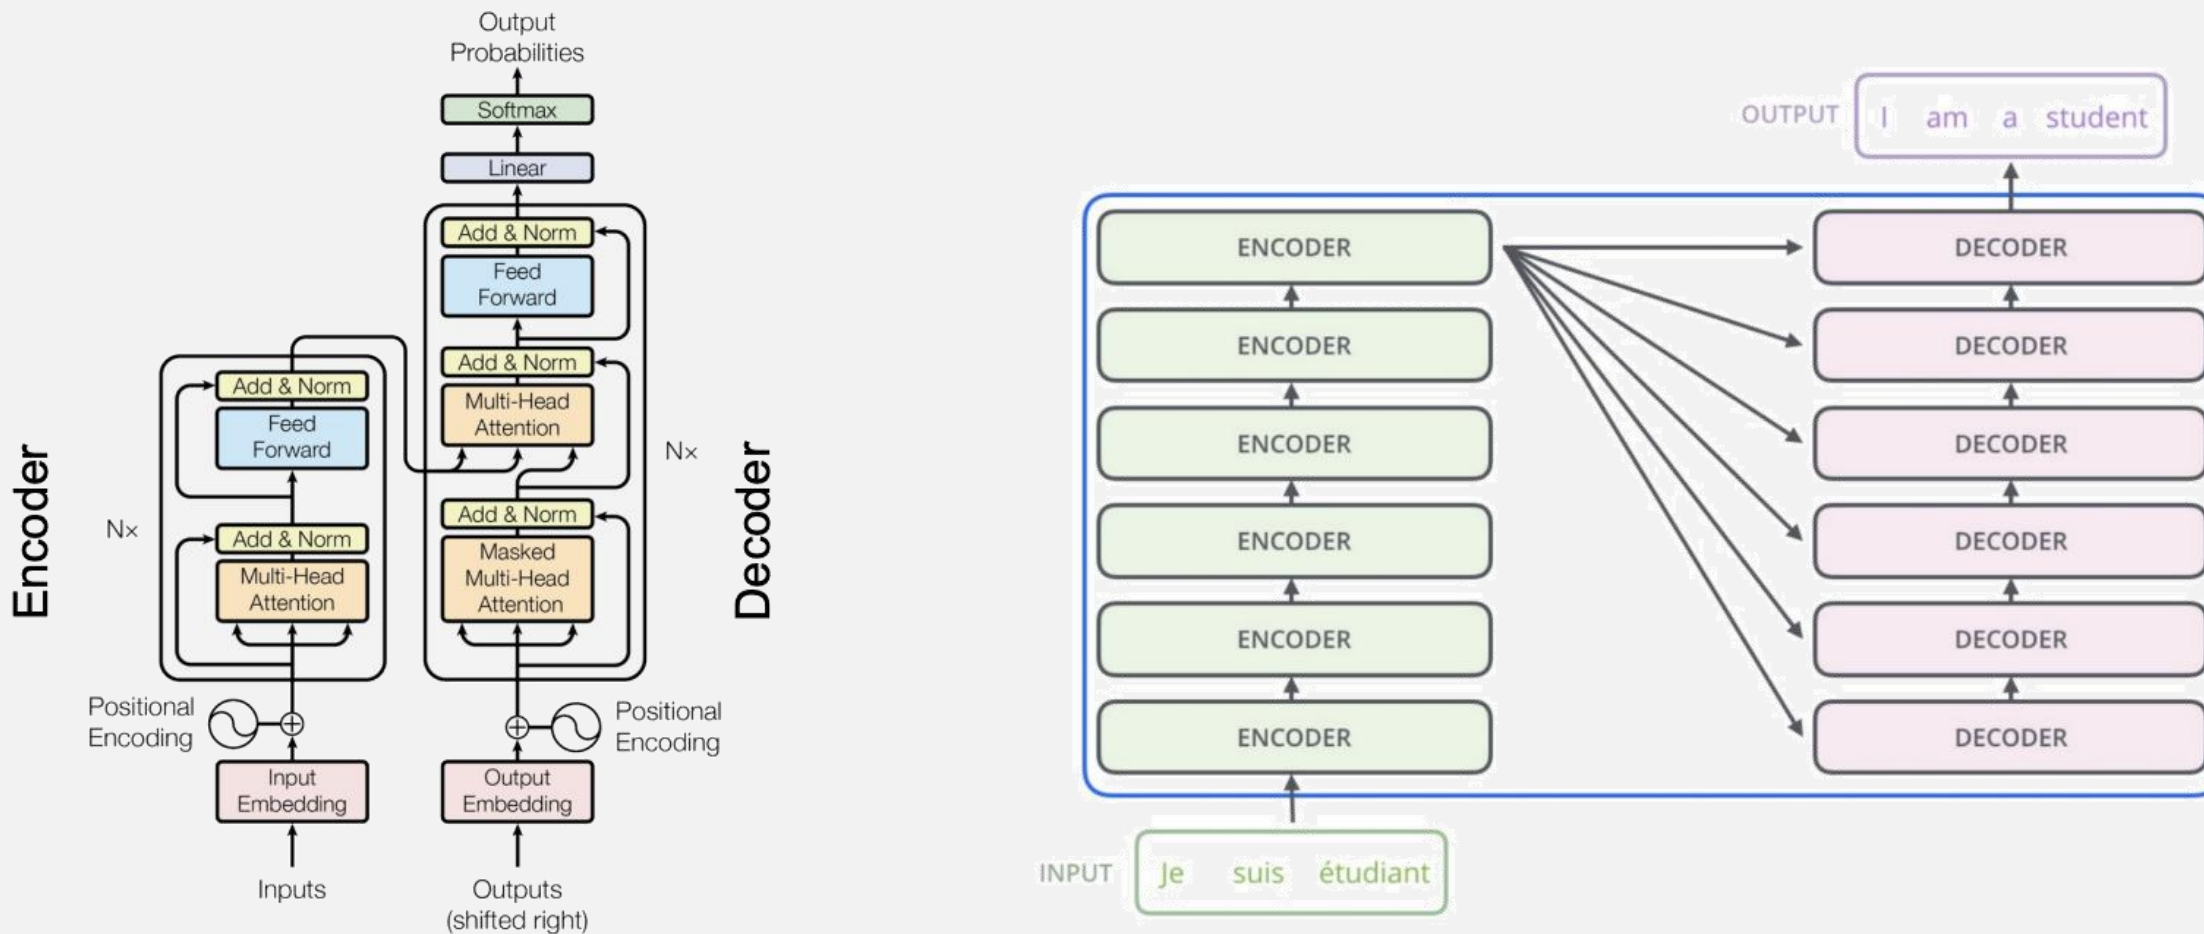 Output
Probabilities
Softmax
Linear
Add & Norm
Feed
Forward
Add & Norm
Multi-Head
Attention
Add & Norm
Masked
Multi-Head
Attention
Nx
Decoder
Positional
Encoding
Output
Embedding
Outputs
(shifted right)
Encoder
Nx
Add & Norm
Feed
Forward
Add & Norm
Multi-Head
Attention
Positional
Encoding
Input
Embedding
Inputs
OUTPUT I am a student
ENCODER DECODER
ENCODER DECODER
ENCODER DECODER
ENCODER DECODER
ENCODER DECODER
ENCODER DECODER
INPUT Je suis étudiant